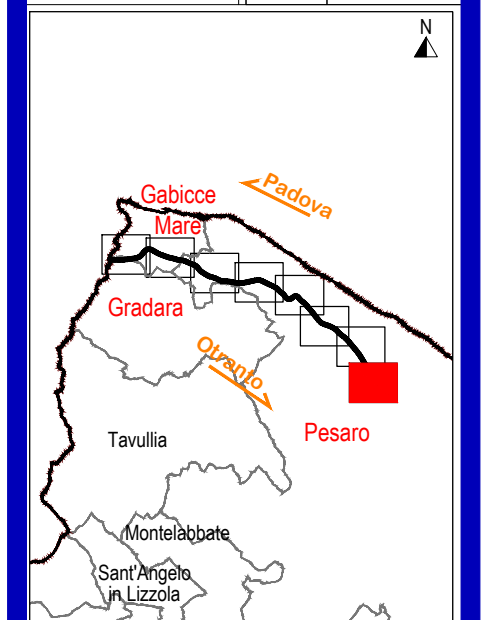 N
Padova
Gabicce
Mare
Gradara
Otranto
Pesaro
Tavullia
Montelabbate
Sant'Angelo
in Lizzola